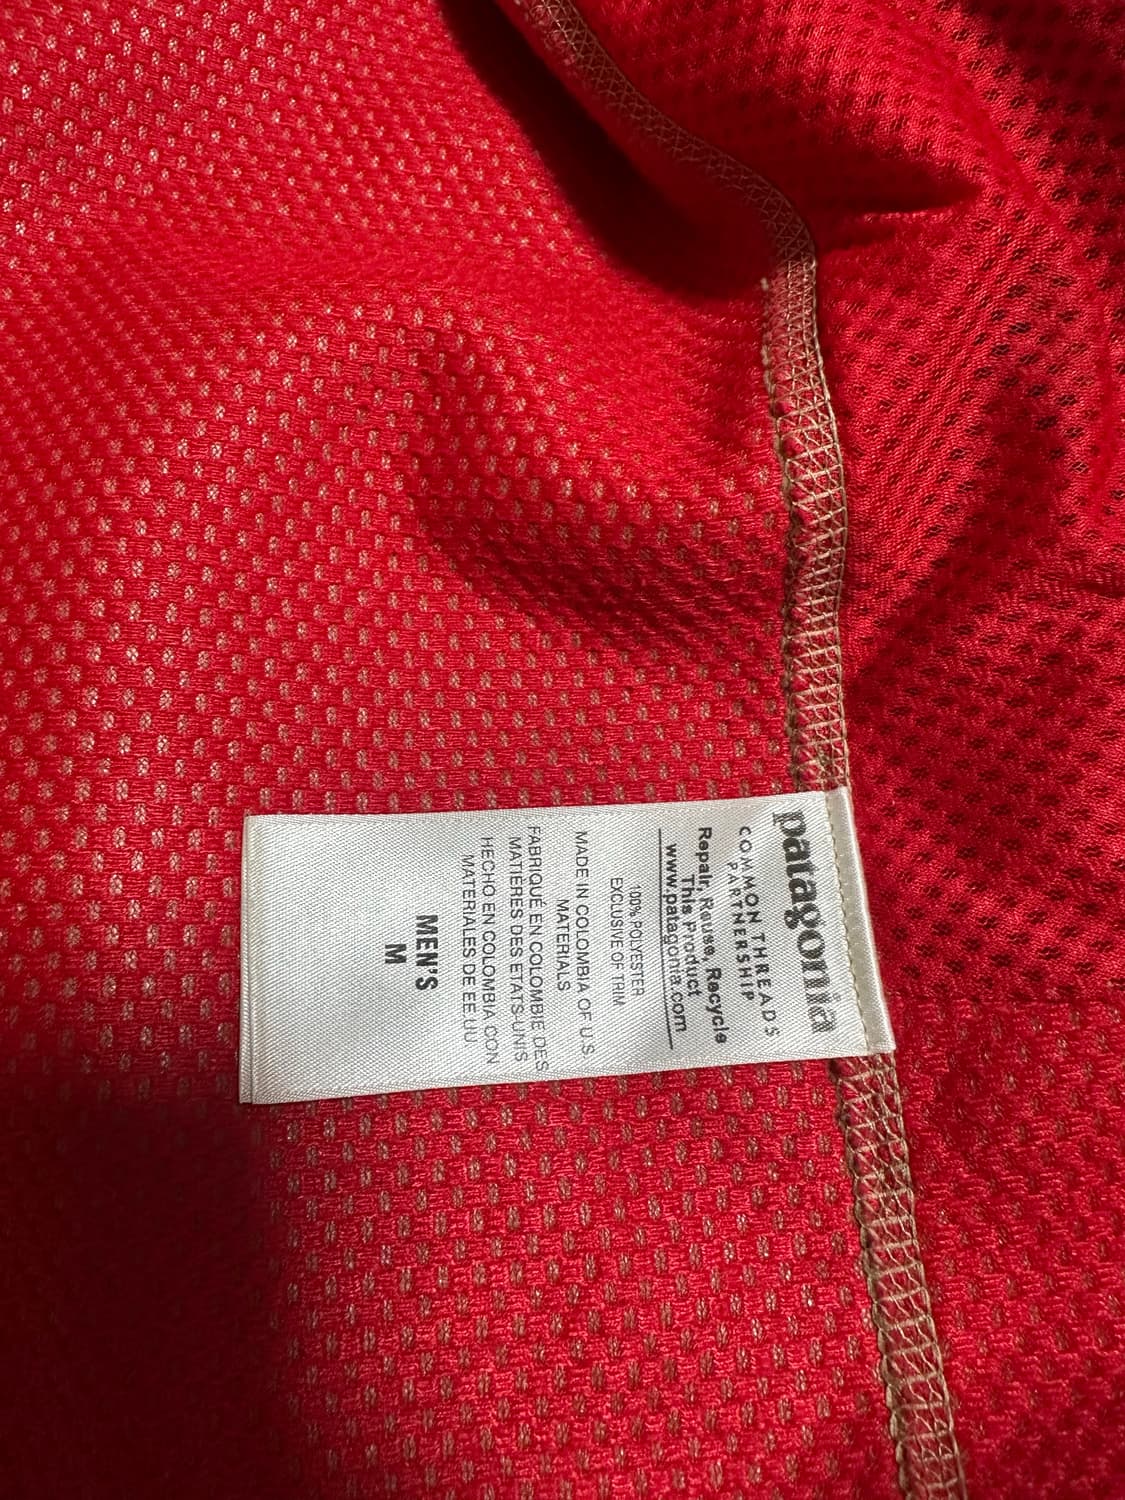 patagonia
COMMON THREADS
PARTNERSHIP
Repair, Reuse, Recycle
This Product
www.patagonia.com
100% POLYESTER
EXCLUSIVE OF TRIM
MADE IN COLOMBIA OF U.S
MATERIALS
FABRIQUÉ EN COLOMBIE DES
MATIÈRES DES ETATS-UNIS
HECHO EN COLOMBIA CON
MATERIALES DE EE.UU
MEN'S
M